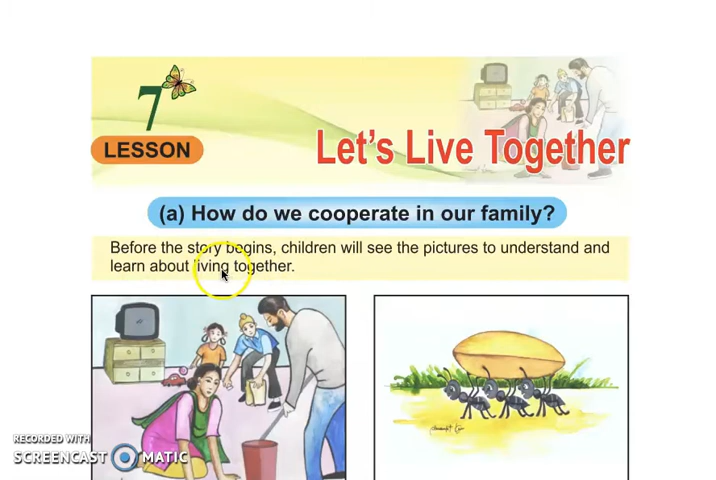 7
LESSON
Let's Live Together
(a) How do we cooperate in our family?
Before the story begins, children will see the pictures to understand and
learn about living together.
RECORDED WITH
SCREENCAST MATIC